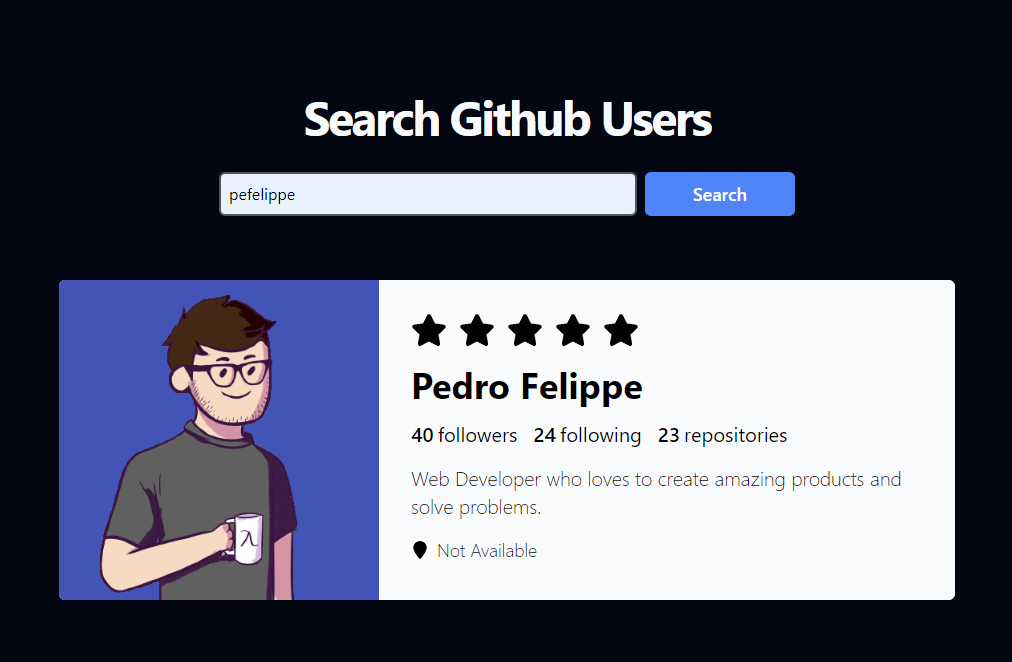 Search Github Users
pefelippe
Search
Pedro Felippe
40 followers 24 following 23 repositories
Web Developer who loves to create amazing products and
solve problems.
Not Available
λ